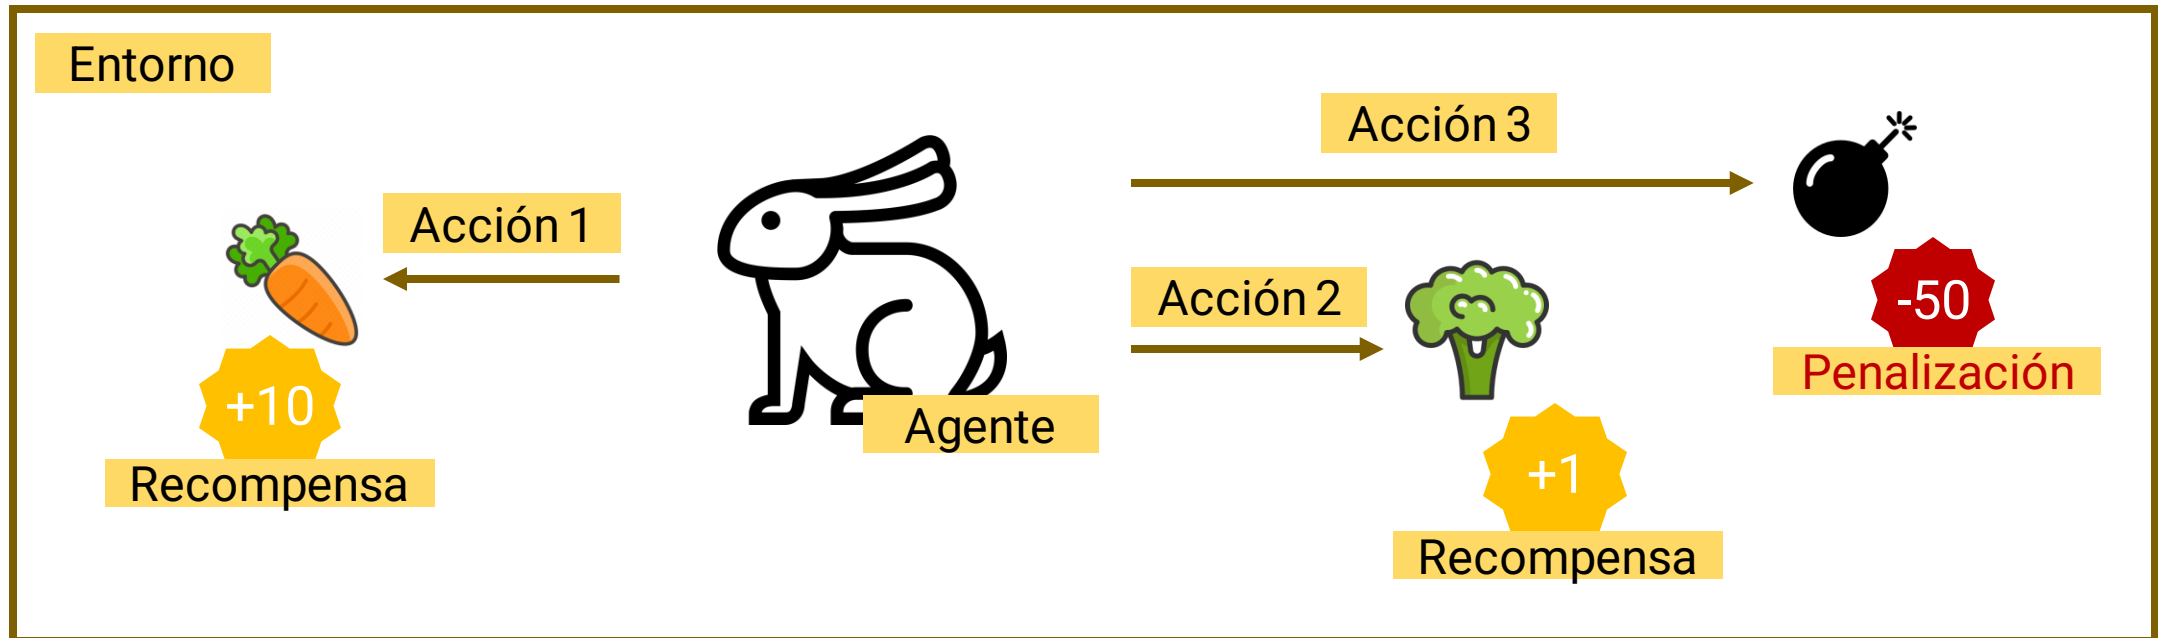 Entorno
Acción 3
Acción 1
Acción 2
-50
Penalización
+10
Agente
Recompensa
+1
Recompensa